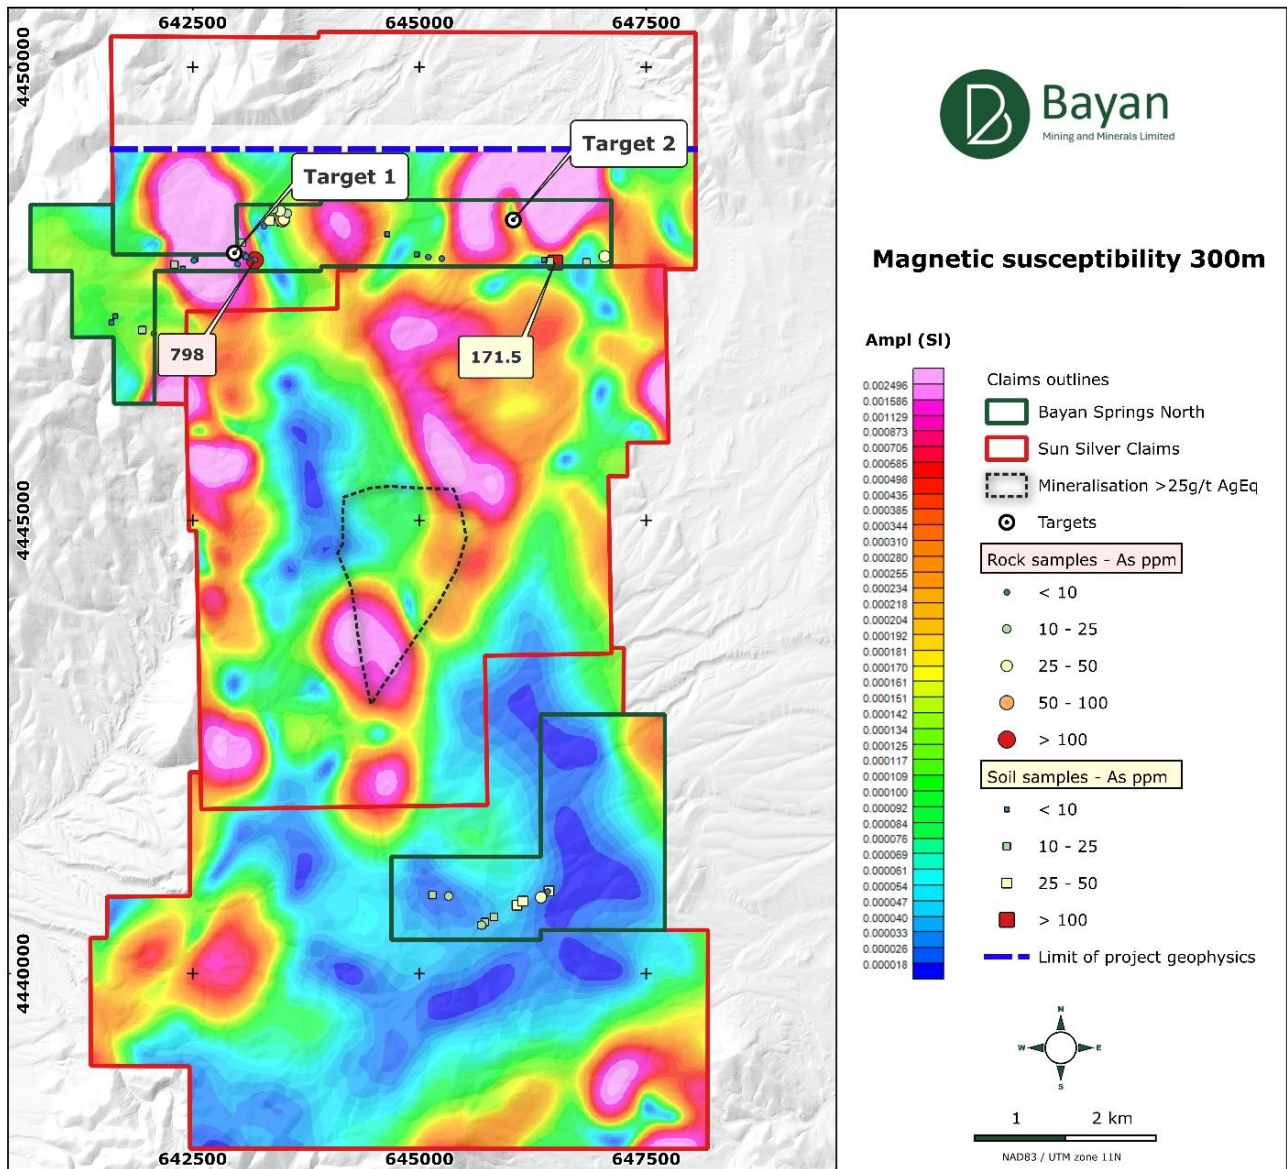 642500
645000
647500
4450000
4445000
4440000
Target 1
Target 2
798
171.5
642500
645000
647500
Bayan
Mining and Minerals Limited
Magnetic susceptibility 300m
Ampl (SI)
0.002496
0.001586
0.001129
0.000873
0.000705
0.000585
0.000498
0.000435
0.000385
0.000344
0.000310
0.000280
0.000255
0.000234
0.000218
0.000204
0.000192
0.000181
0.000170
0.000161
0.000151
0.000142
0.000134
0.000125
0.000117
0.000109
0.000100
0.000092
0.000084
0.000076
0.000069
0.000061
0.000054
0.000047
0.000040
0.000033
0.000026
0.000018
Claims outlines
Bayan Springs North
Sun Silver Claims
Mineralisation >25g/t AgEq
Targets
Rock samples - As ppm
< 10
10 - 25
25 - 50
50 - 100
> 100
Soil samples - As ppm
< 10
10 - 25
25 - 50
> 100
Limit of project geophysics
N
W
E
S
1
2 km
NAD83 / UTM zone 11N